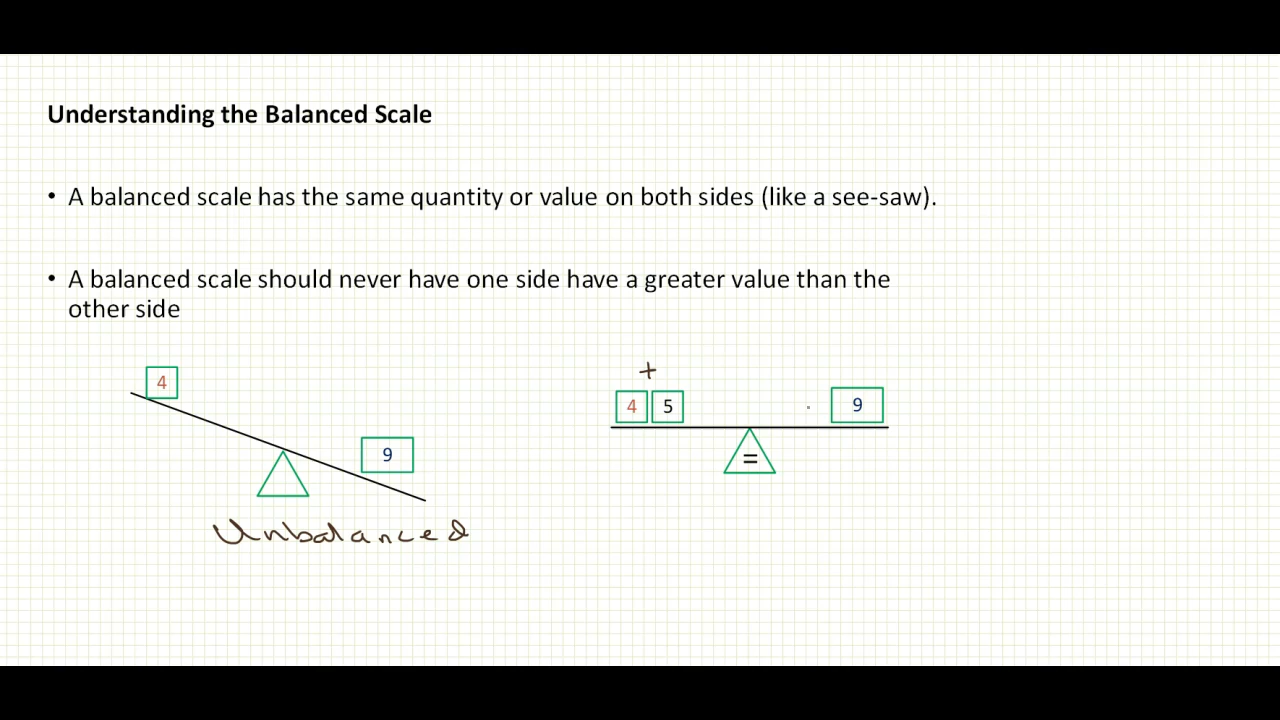 Understanding the Balanced Scale
• A balanced scale has the same quantity or value on both sides (like a see-saw).
• A balanced scale should never have one side have a greater value than the
other side
4
9
Unbalanced
+
4 5 9
=